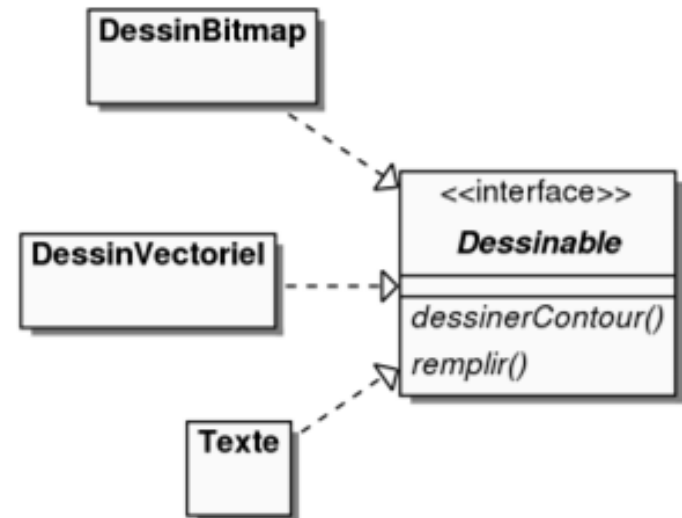 DessinBitmap
<<interface>>
Dessinable
DessinVectoriel
dessinerContour()
remplir()
Texte